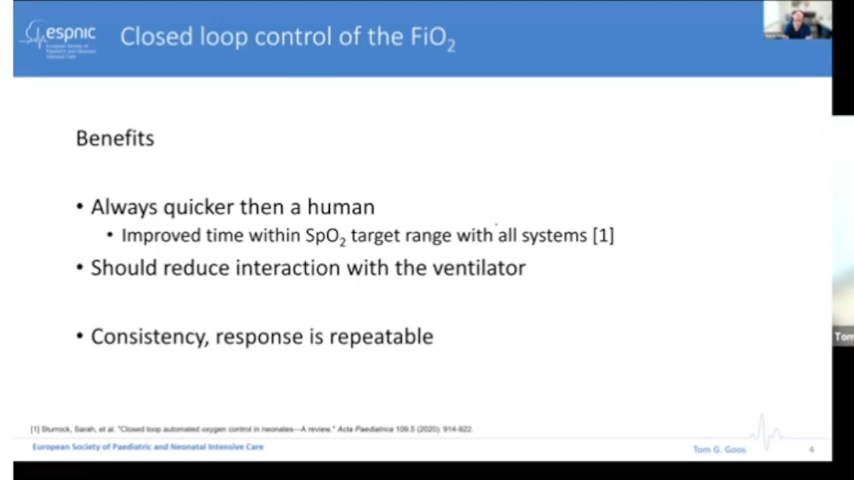 espnic
European Society of
Paediatric and Neonatal
Intensive Care
Closed loop control of the FiO₂
Benefits
• Always quicker then a human
• Improved time within SpO₂ target range with all systems [1]
• Should reduce interaction with the ventilator
• Consistency, response is repeatable
[1] Sturrock, Sarah, et al. "Closed loop automated oxygen control in neonates—A review." Acta Paediatrica 109.5 (2020): 914-922.
European Society of Paediatric and Neonatal Intensive Care
Tom G. Goos
4
Tom